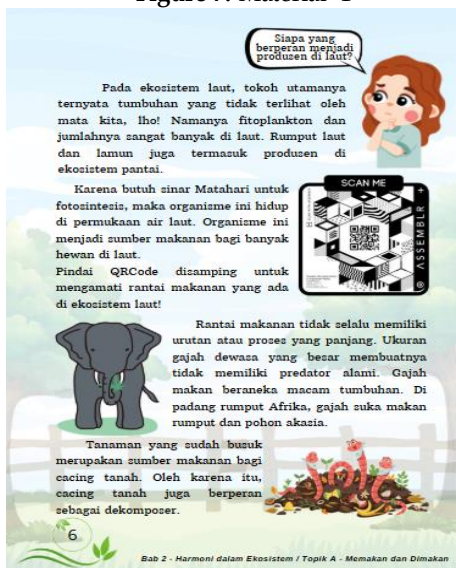 Siapa yang
berperan menjadi
produsen di laut?
Pada ekosistem laut, tokoh utamanya
ternyata tumbuhan yang tidak terlihat oleh
mata kita, lho! Namanya fitoplankton dan
jumlahnya sangat banyak di laut. Rumput laut
dan lamun juga termasuk produsen di
ekosistem pantai.
Karena butuh sinar Matahari untuk
fotosintesis, maka organisme ini hidup
di permukaan air laut. Organisme ini
menjadi sumber makanan bagi banyak
hewan di laut.
Pindai QRCode disamping untuk
mengamati rantai makanan yang ada
di ekosistem laut!
SCAN ME
ASSEMBLR
Rantai makanan tidak selalu memiliki
urutan atau proses yang panjang. Ukuran
gajah dewasa yang besar membuatnya
tidak memiliki predator alami. Gajah
makan beraneka macam tumbuhan. Di
padang rumput Afrika, gajah suka makan
rumput dan pohon akasia.
Tanaman yang sudah busuk
merupakan sumber makanan bagi
cacing tanah. Oleh karena itu,
cacing tanah juga berperan
sebagai dekomposer.
6
Bab 2 - Harmoni dalam Ekosistem / Topik A - Memakan dan Dimakan